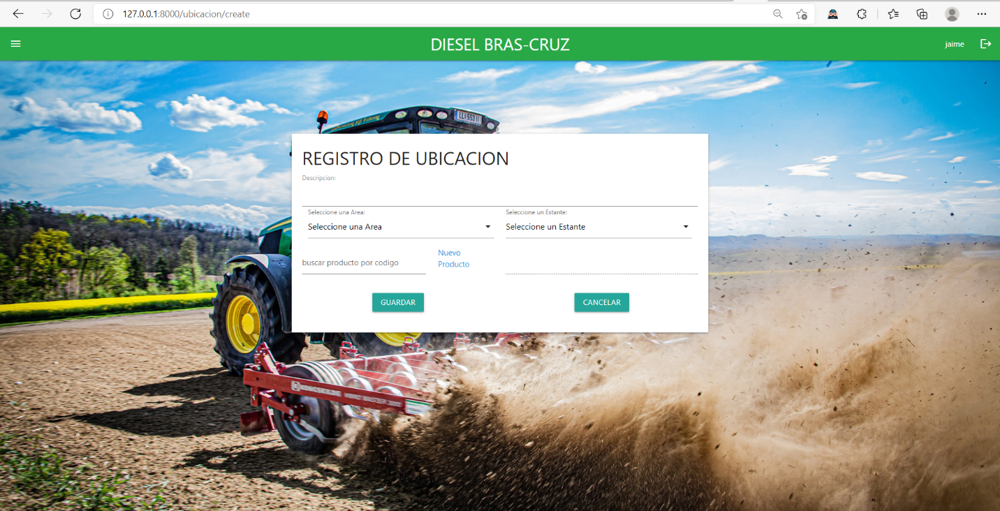 127.0.0.1:8000/ubicacion/create
DIESEL BRAS-CRUZ
jaime
REGISTRO DE UBICACION
Descripcion:
Seleccione una Area:
Seleccione un Estante:
Seleccione una Area
Seleccione un Estante
buscar producto por codigo
Nuevo
Producto
GUARDAR
CANCELAR